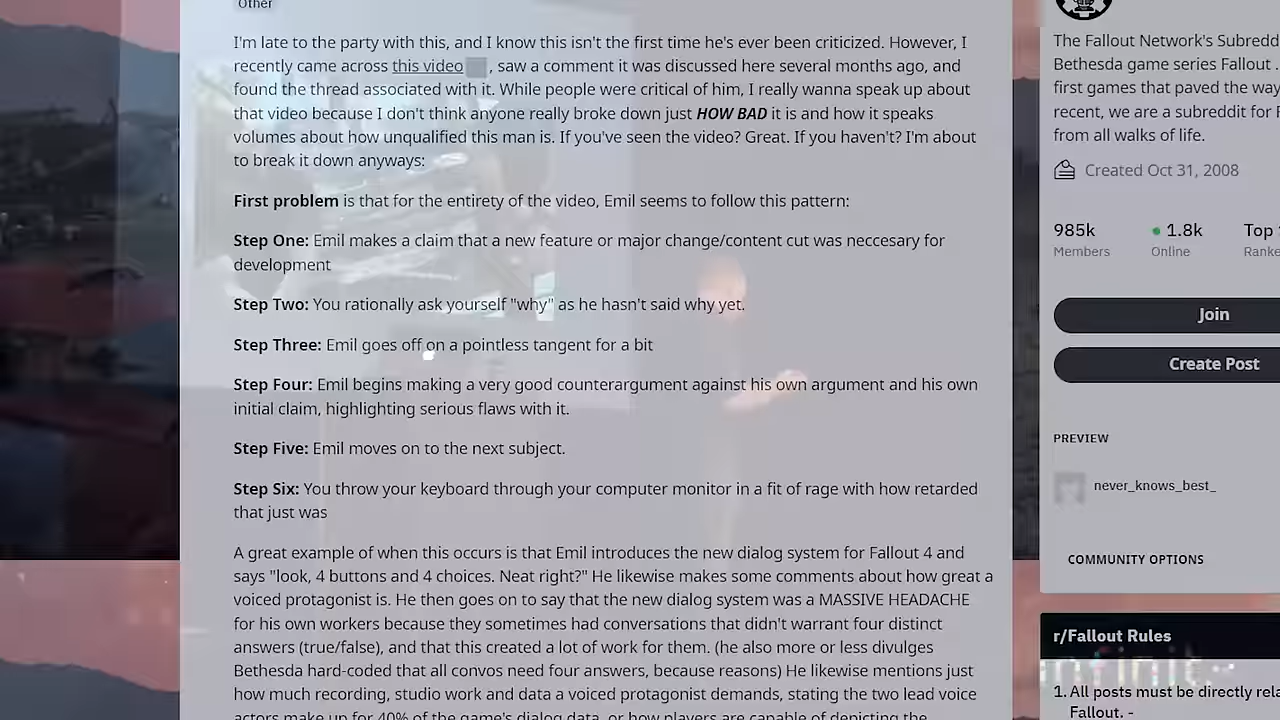 Other
I'm late to the party with this, and I know this isn't the first time he's ever been criticized. However, I
recently came across this video , saw a comment it was discussed here several months ago, and
found the thread associated with it. While people were critical of him, I really wanna speak up about
that video because I don't think anyone really broke down just HOW BAD it is and how it speaks
volumes about how unqualified this man is. If you've seen the video? Great. If you haven't? I'm about
to break it down anyways:
First problem is that for the entirety of the video, Emil seems to follow this pattern:
Step One: Emil makes a claim that a new feature or major change/content cut was neccesary for
development
Step Two: You rationally ask yourself "why" as he hasn't said why yet.
Step Three: Emil goes off on a pointless tangent for a bit
Step Four: Emil begins making a very good counterargument against his own argument and his own
initial claim, highlighting serious flaws with it.
Step Five: Emil moves on to the next subject.
Step Six: You throw your keyboard through your computer monitor in a fit of rage with how retarded
that just was
A great example of when this occurs is that Emil introduces the new dialog system for Fallout 4 and
says "look, 4 buttons and 4 choices. Neat right?" He likewise makes some comments about how great a
voiced protagonist is. He then goes on to say that the new dialog system was a MASSIVE HEADACHE
for his own workers because they sometimes had conversations that didn't warrant four distinct
answers (true/false), and that this created a lot of work for them. (he also more or less divulges
Bethesda hard-coded that all convos need four answers, because reasons) He likewise mentions just
how much recording, studio work and data a voiced protagonist demands, stating the two lead voice
actors make up for 40% of the game's dialog data, or how players are capable of depicting the
The Fallout Network's Subredd
Bethesda game series Fallout .
first games that paved the way
recent, we are a subreddit for
from all walks of life.
Created Oct 31, 2008
985k
1.8k
Top
Members
Online
Ranke
Join
Create Post
PREVIEW
never_knows_best_
COMMUNITY OPTIONS
r/Fallout Rules
1. All posts must be directly rela
Fallout. -